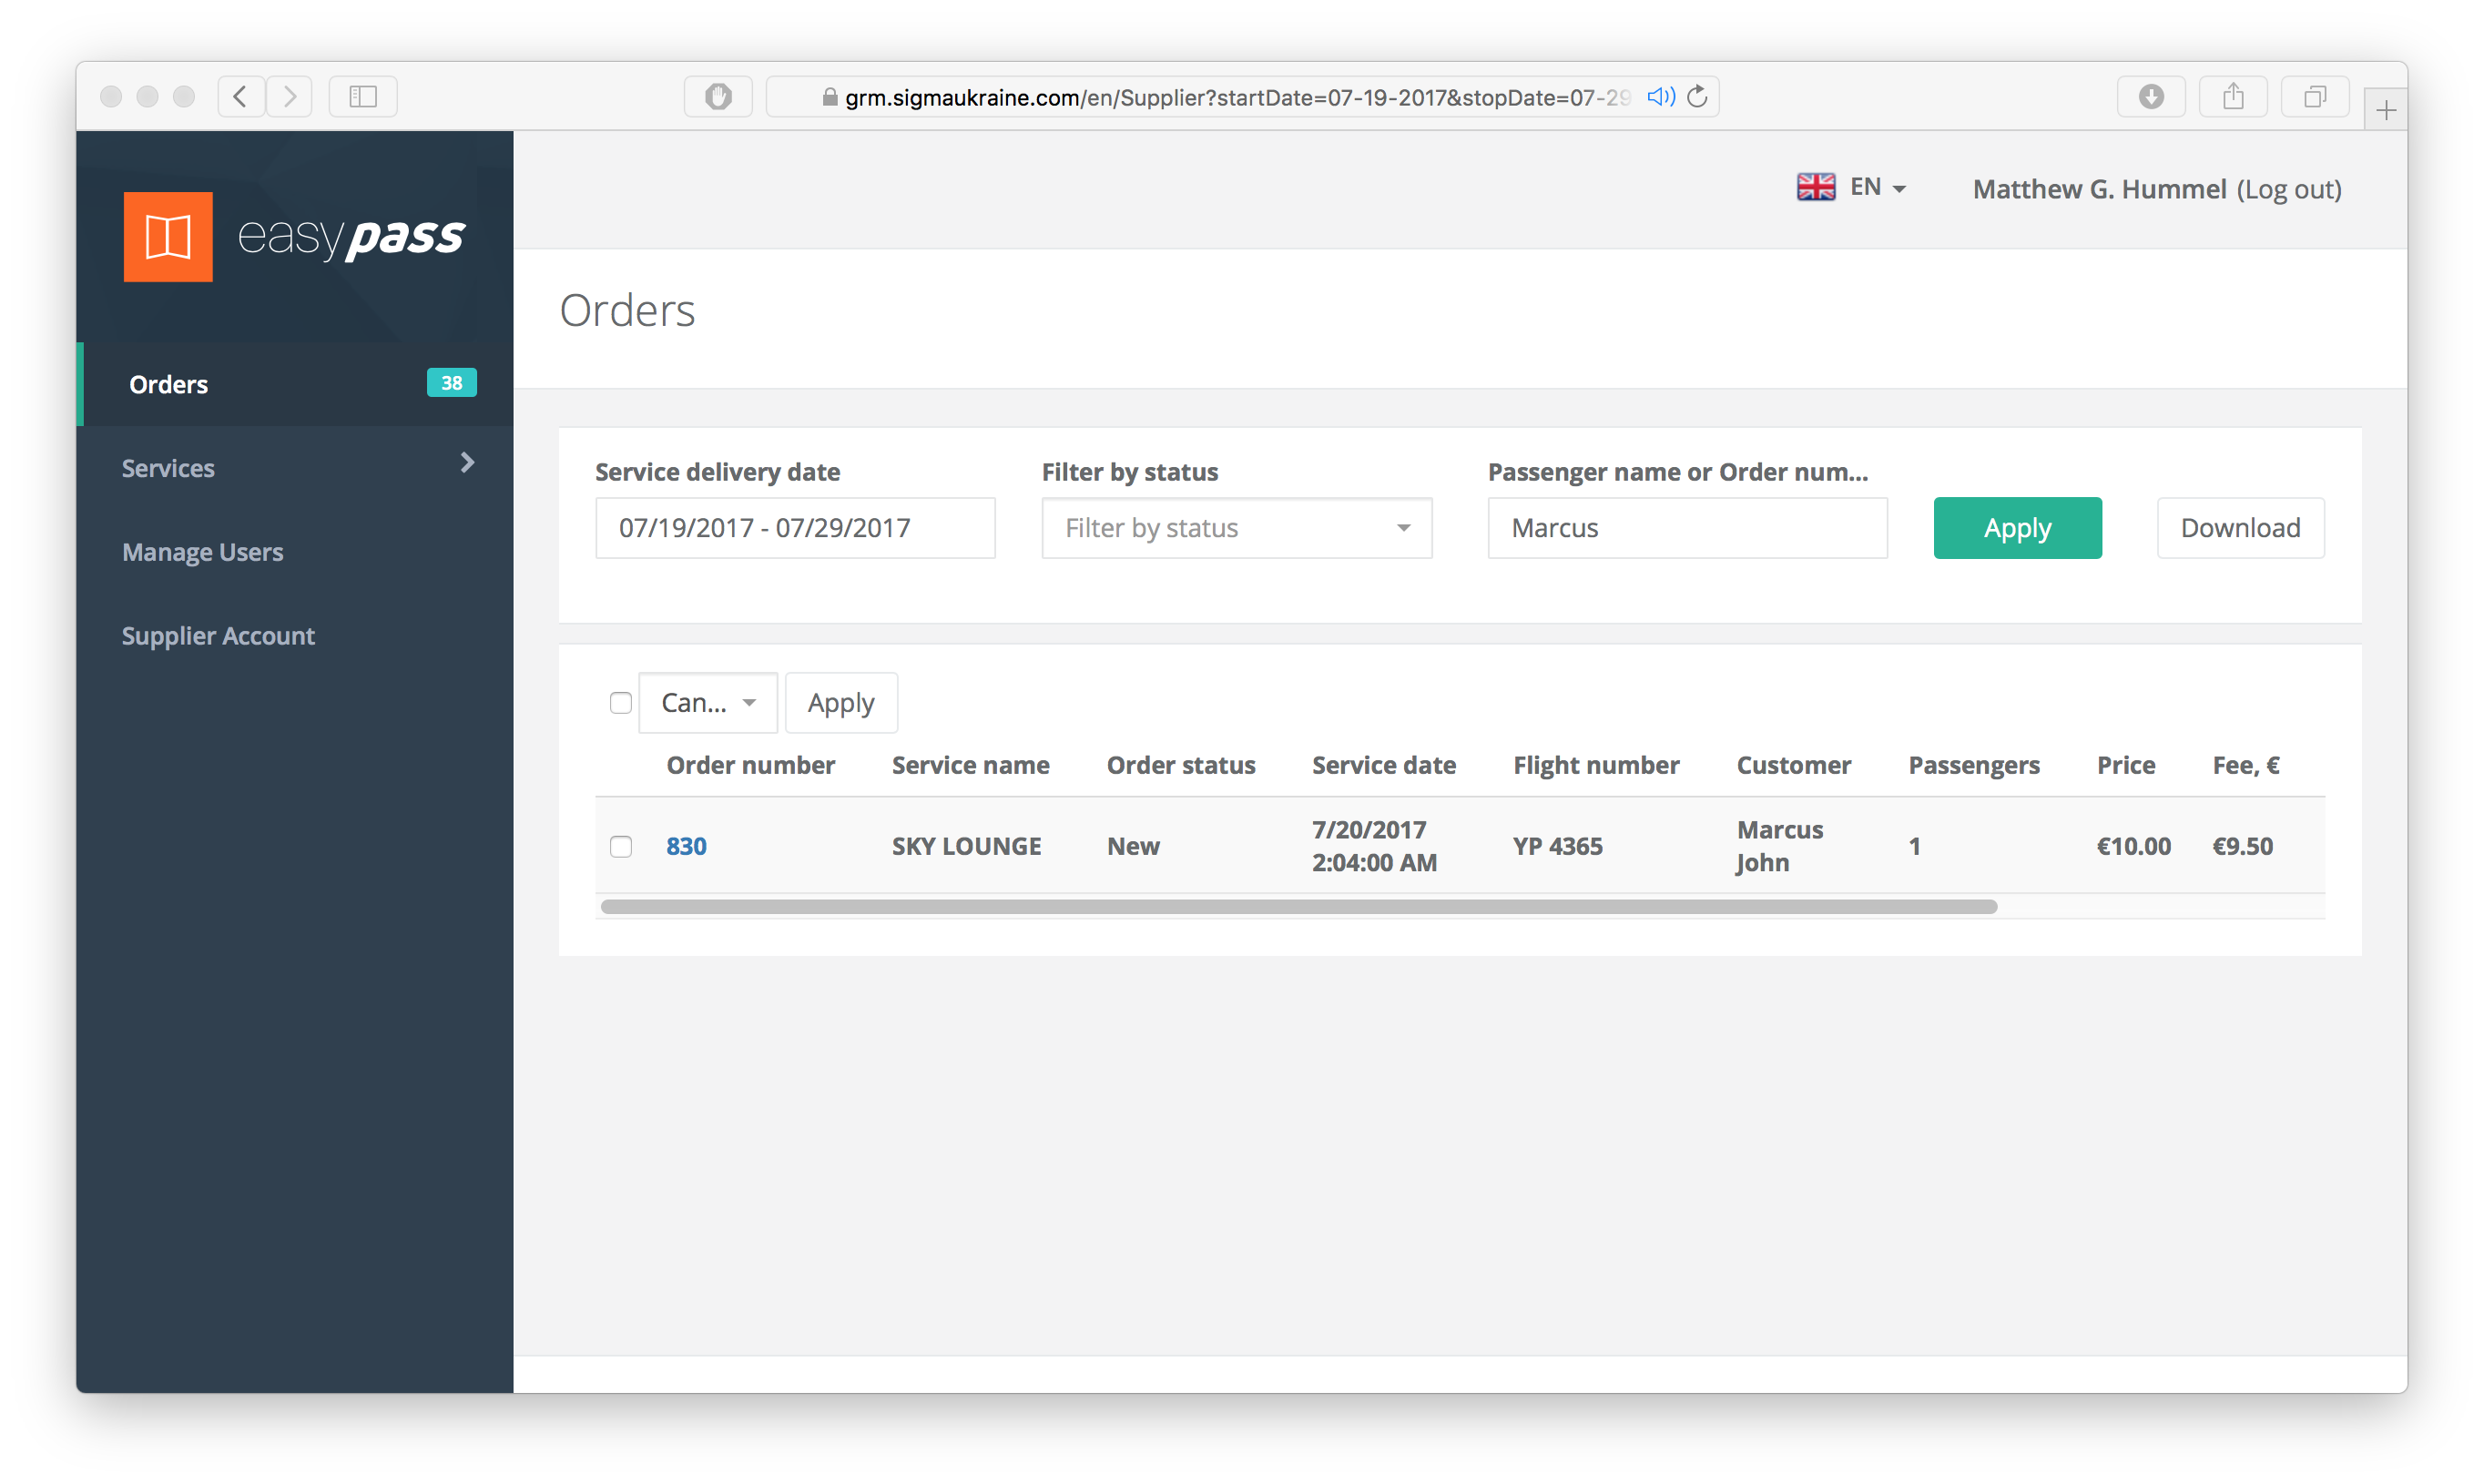 grm.sigmaukraine.com/en/Supplier?startDate=07-19-2017&stopDate=07-29
easypass
EN
Matthew G. Hummel (Log out)
Orders
Orders 38
Services
Manage Users
Supplier Account
Service delivery date
Filter by status
Passenger name or Order num...
07/19/2017 - 07/29/2017
Filter by status
Marcus
Apply
Download
Can...
Apply
Order number Service name Order status Service date Flight number Customer Passengers Price Fee, €
830 SKY LOUNGE New 7/20/2017 2:04:00 AM YP 4365 Marcus John 1 €10.00 €9.50